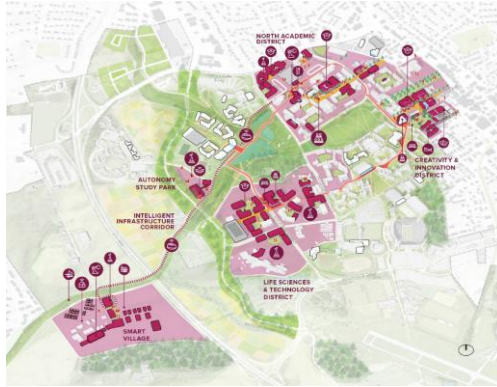 NORTH ACADEMIC
DISTRICT
CREATIVITY &
INNOVATION
DISTRICT
AUTONOMY
STUDY PARK
INTELLIGENT
INFRASTRUCTURE
CORRIDOR
LIFE SCIENCES
& TECHNOLOGY
DISTRICT
SMART
VILLAGE